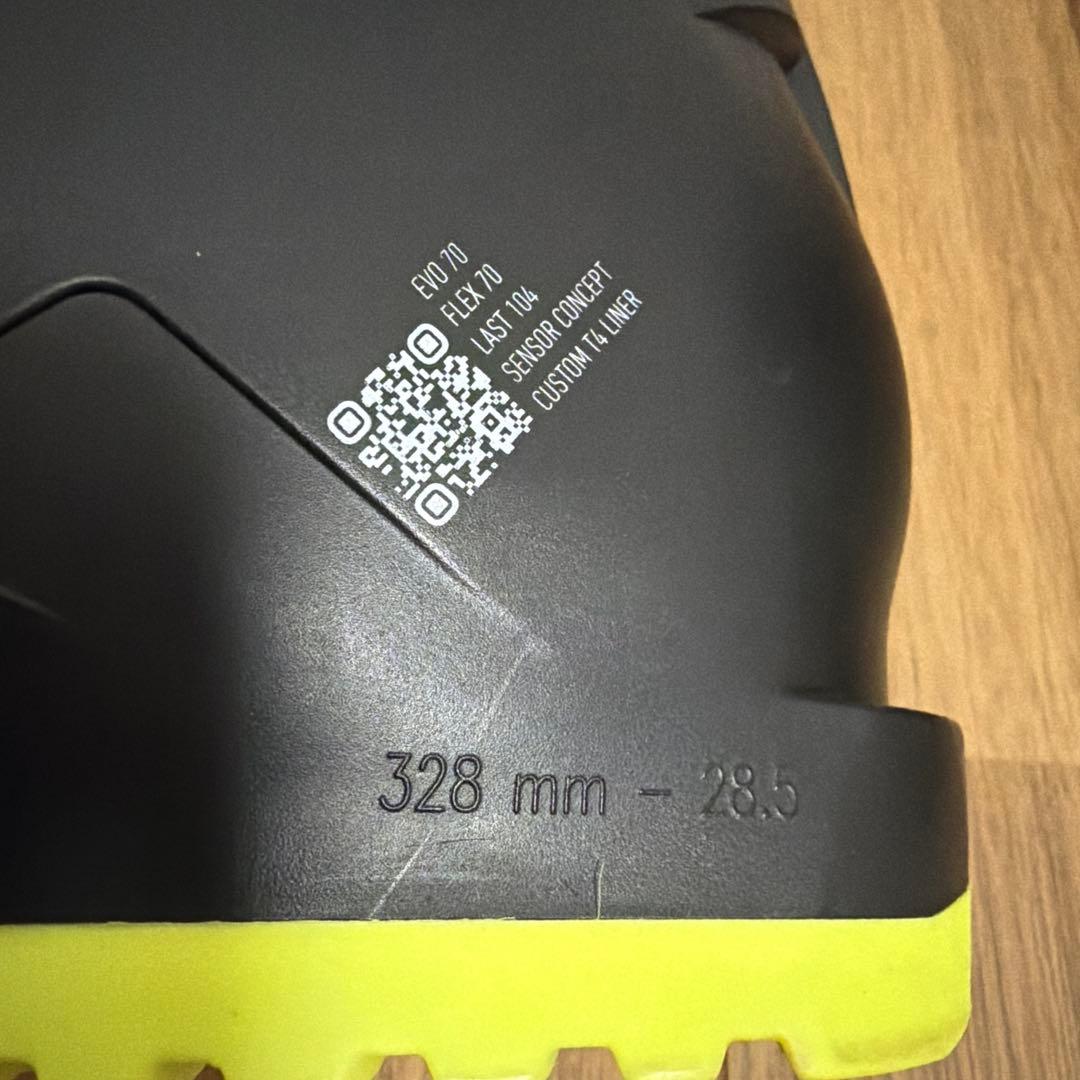 EVO 70
FLEX 70
LAST 104
SENSOR CONCEPT
CUSTOM T4 LINER
328 mm - 28.5